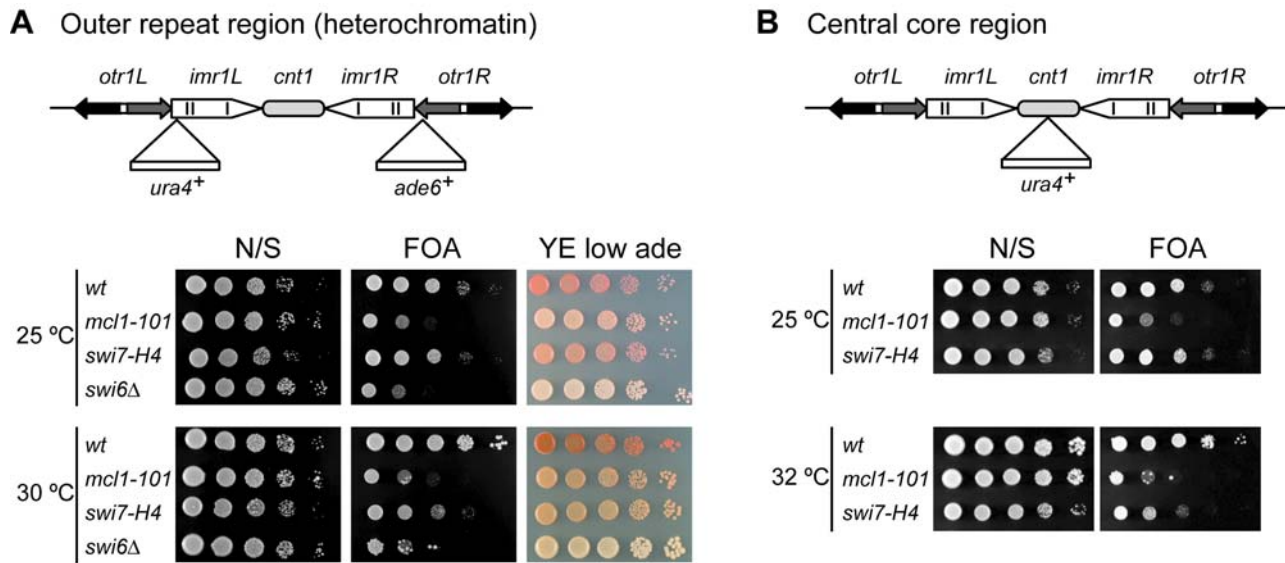 A Outer repeat region (heterochromatin)
otr1L imr1L cnt1 imr1R otr1R
ura4+ ade6+
N/S FOA YE low ade
25 ºC
wt
mcl1-101
swi7-H4
swi6Δ
30 ºC
wt
mcl1-101
swi7-H4
swi6Δ
B Central core region
otr1L imr1L cnt1 imr1R otr1R
ura4+
N/S FOA
25 ºC
wt
mcl1-101
swi7-H4
32 ºC
wt
mcl1-101
swi7-H4